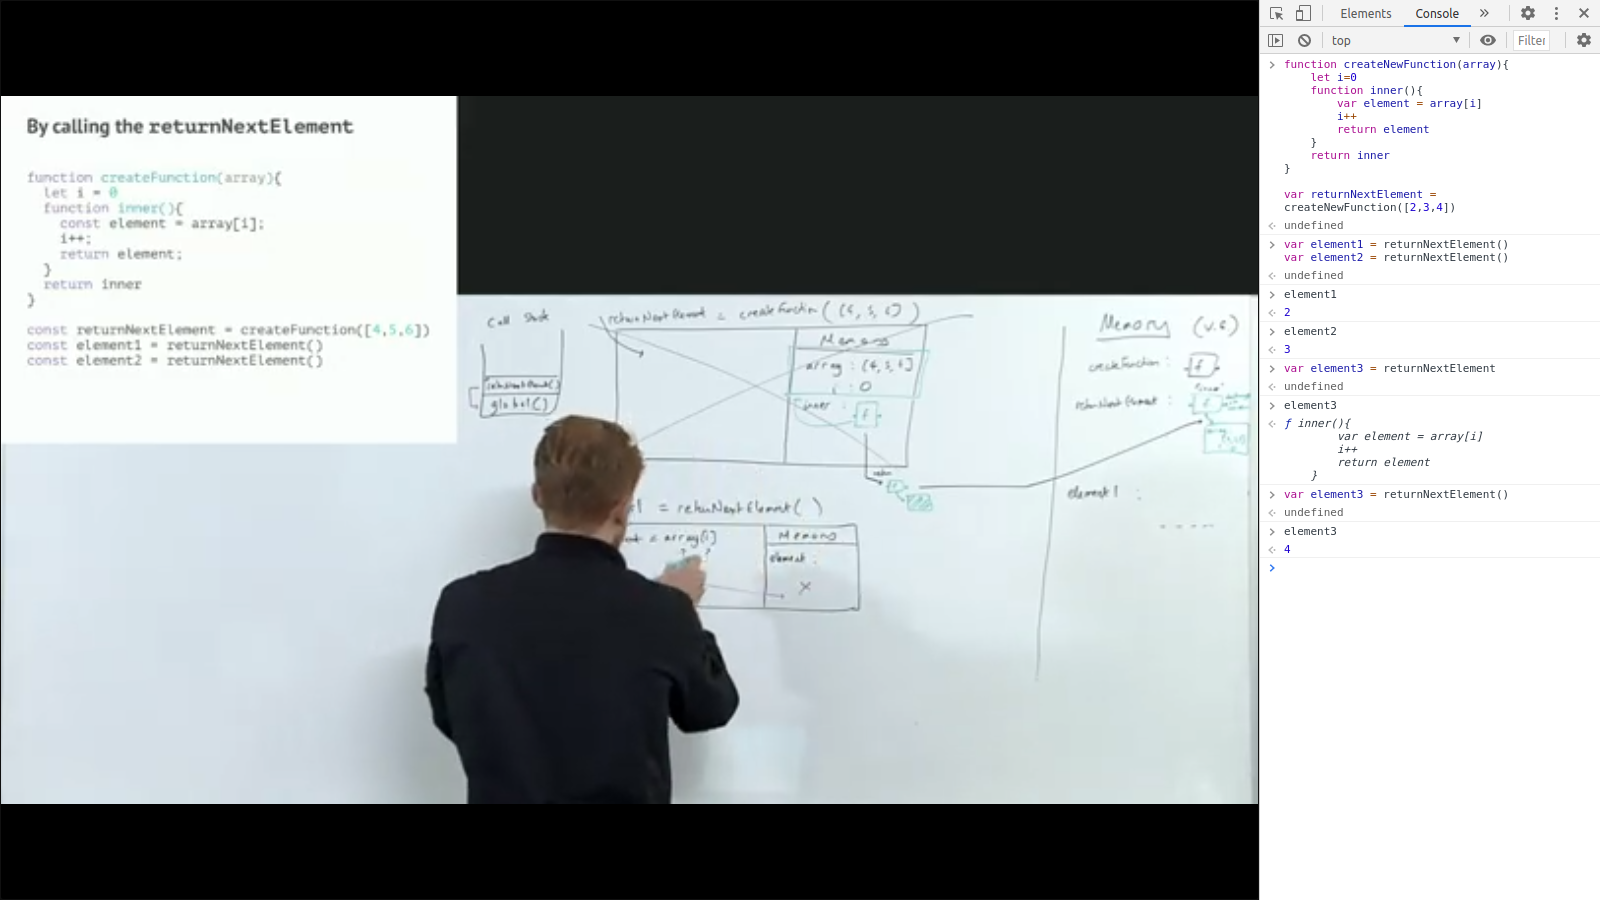 By calling the returnNextElement
function createFunction(array){
let i = 0
function inner(){
const element = array[i];
i++;
return element;
}
return inner
}
const returnNextElement = createFunction([4,5,6])
const element1 = returnNextElement()
const element2 = returnNextElement()
Call Stack
global()
returnNextElement = createFunction([4, 5, 6])
Memory
array : [4, 5, 6]
i : 0
inner : f
f
1 = returnNextElement( )
= array[i]
Memory
element :
X
Memory (v.e)
createFunction : f
returnNextElement : f
element1 :
Elements
Console
top
Filter
function createNewFunction(array){
let i=0
function inner(){
var element = array[i]
i++
return element
}
return inner
}
var returnNextElement =
createNewFunction([2,3,4])
undefined
var element1 = returnNextElement()
var element2 = returnNextElement()
undefined
element1
2
element2
3
var element3 = returnNextElement
undefined
element3
ƒ inner(){
var element = array[i]
i++
return element
}
var element3 = returnNextElement()
undefined
element3
4